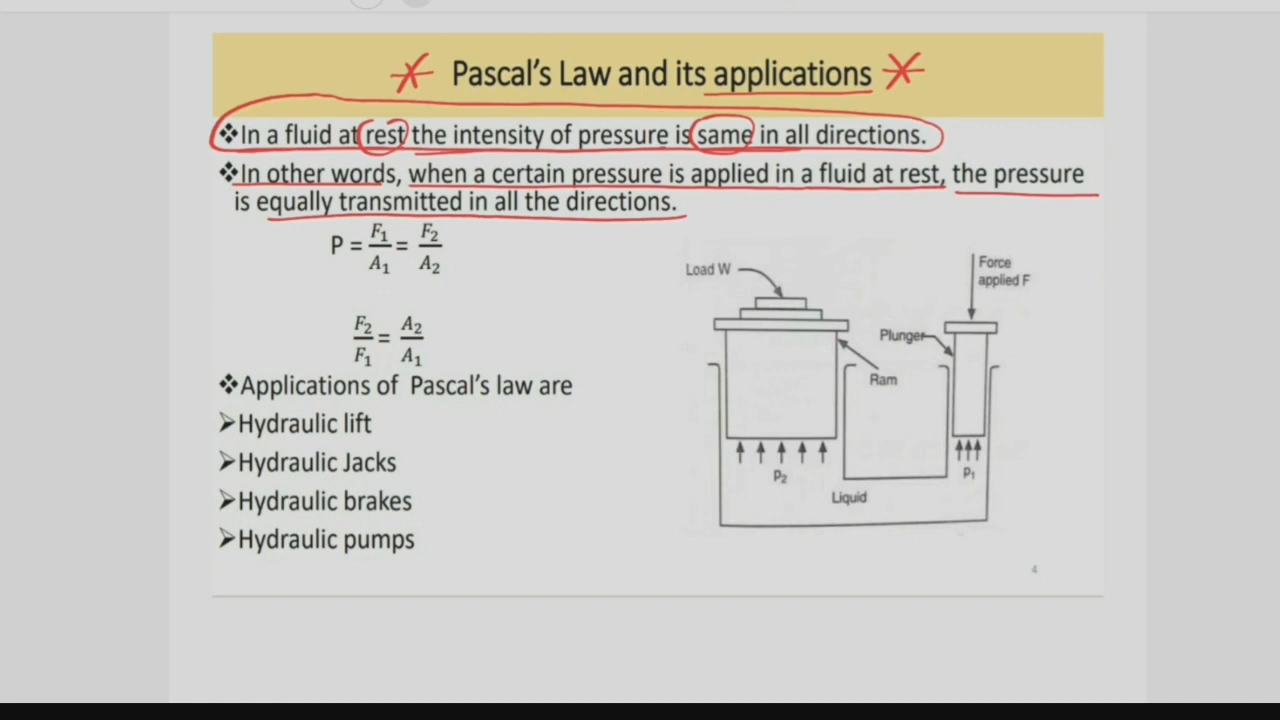 Pascal's Law and its applications
❖In a fluid at rest the intensity of pressure is same in all directions.
❖In other words, when a certain pressure is applied in a fluid at rest, the pressure
is equally transmitted in all the directions.
P = F₁/A₁ = F₂/A₂
F₂/F₁ = A₂/A₁
❖Applications of Pascal's law are
➢Hydraulic lift
➢Hydraulic Jacks
➢Hydraulic brakes
➢Hydraulic pumps
Load W
Force
applied F
Plunger
Ram
P₂
P₁
Liquid
4